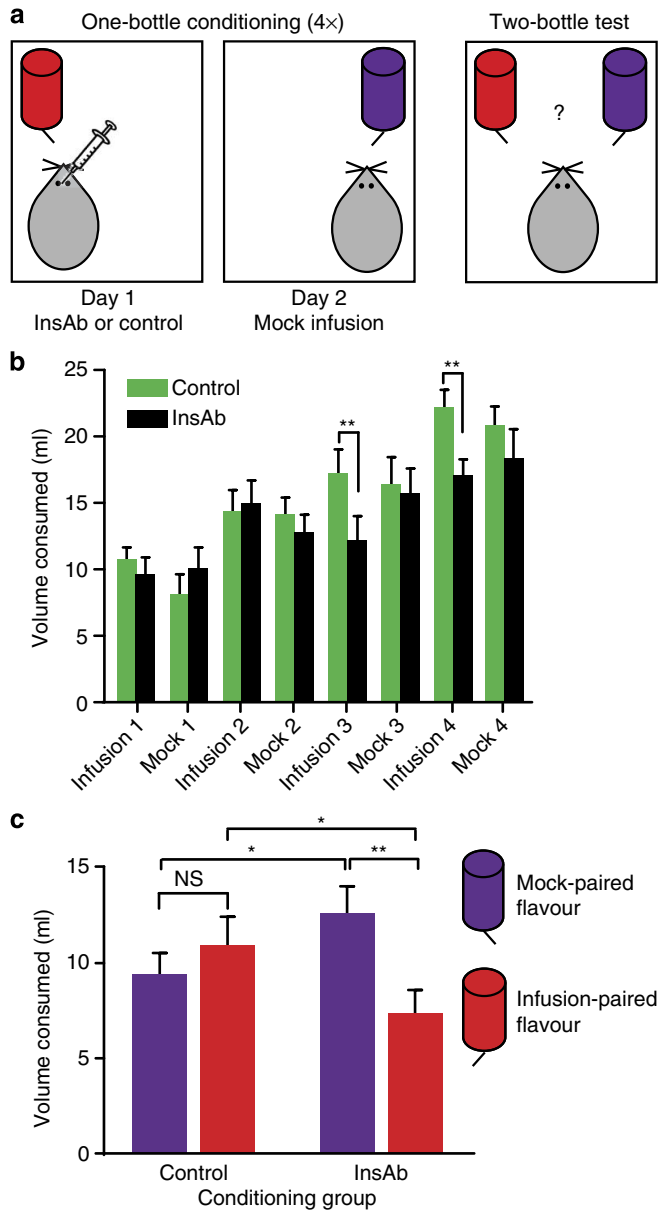 a
One-bottle conditioning (4×)
Two-bottle test
?
Day 1
InsAb or control
Day 2
Mock infusion
b
Volume consumed (ml)
25
20
15
10
5
0
Control
InsAb
**
**
Infusion 1
Mock 1
Infusion 2
Mock 2
Infusion 3
Mock 3
Infusion 4
Mock 4
c
Volume consumed (ml)
15
10
5
0
*
*
**
NS
Control
InsAb
Conditioning group
Mock-paired
flavour
Infusion-paired
flavour